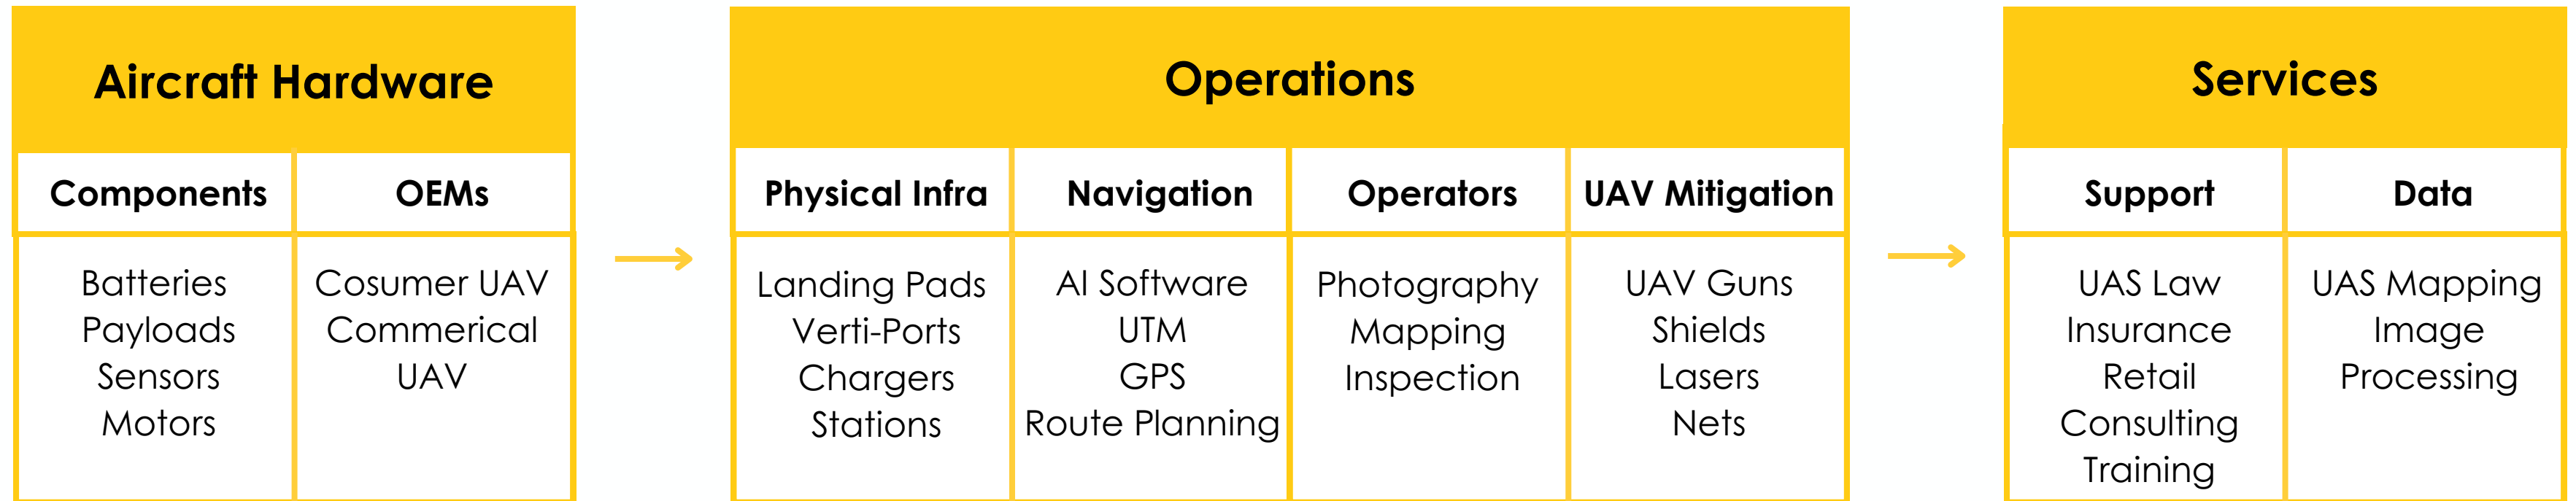 Aircraft Hardware
Components
OEMs
Batteries
Payloads
Sensors
Motors
Cosumer UAV
Commerical
UAV
Operations
Physical Infra
Navigation
Operators
UAV Mitigation
Landing Pads
Verti-Ports
Chargers
Stations
AI Software
UTM
GPS
Route Planning
Photography
Mapping
Inspection
UAV Guns
Shields
Lasers
Nets
Services
Support
Data
UAS Law
Insurance
Retail
Consulting
Training
UAS Mapping
Image
Processing